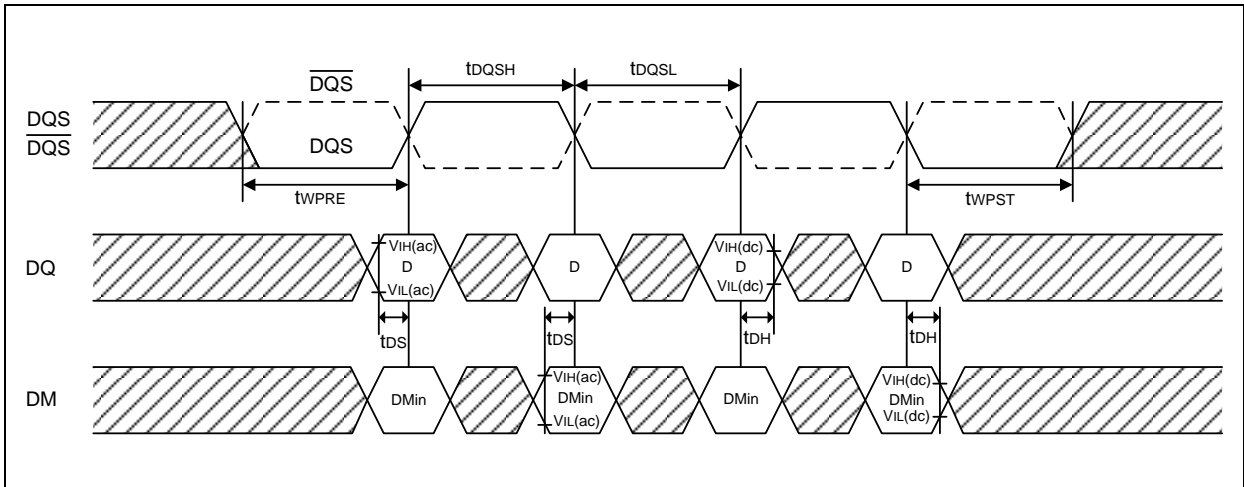 tDQSH
tDQSL
DQS
DQS
DQS
DQS
tWPRE
tWPST
DQ
VIH(ac)
D
VIL(ac)
D
VIH(dc)
D
VIL(dc)
D
tDS
tDS
tDH
tDH
DM
DMin
VIH(ac)
DMin
VIL(ac)
DMin
VIH(dc)
DMin
VIL(dc)